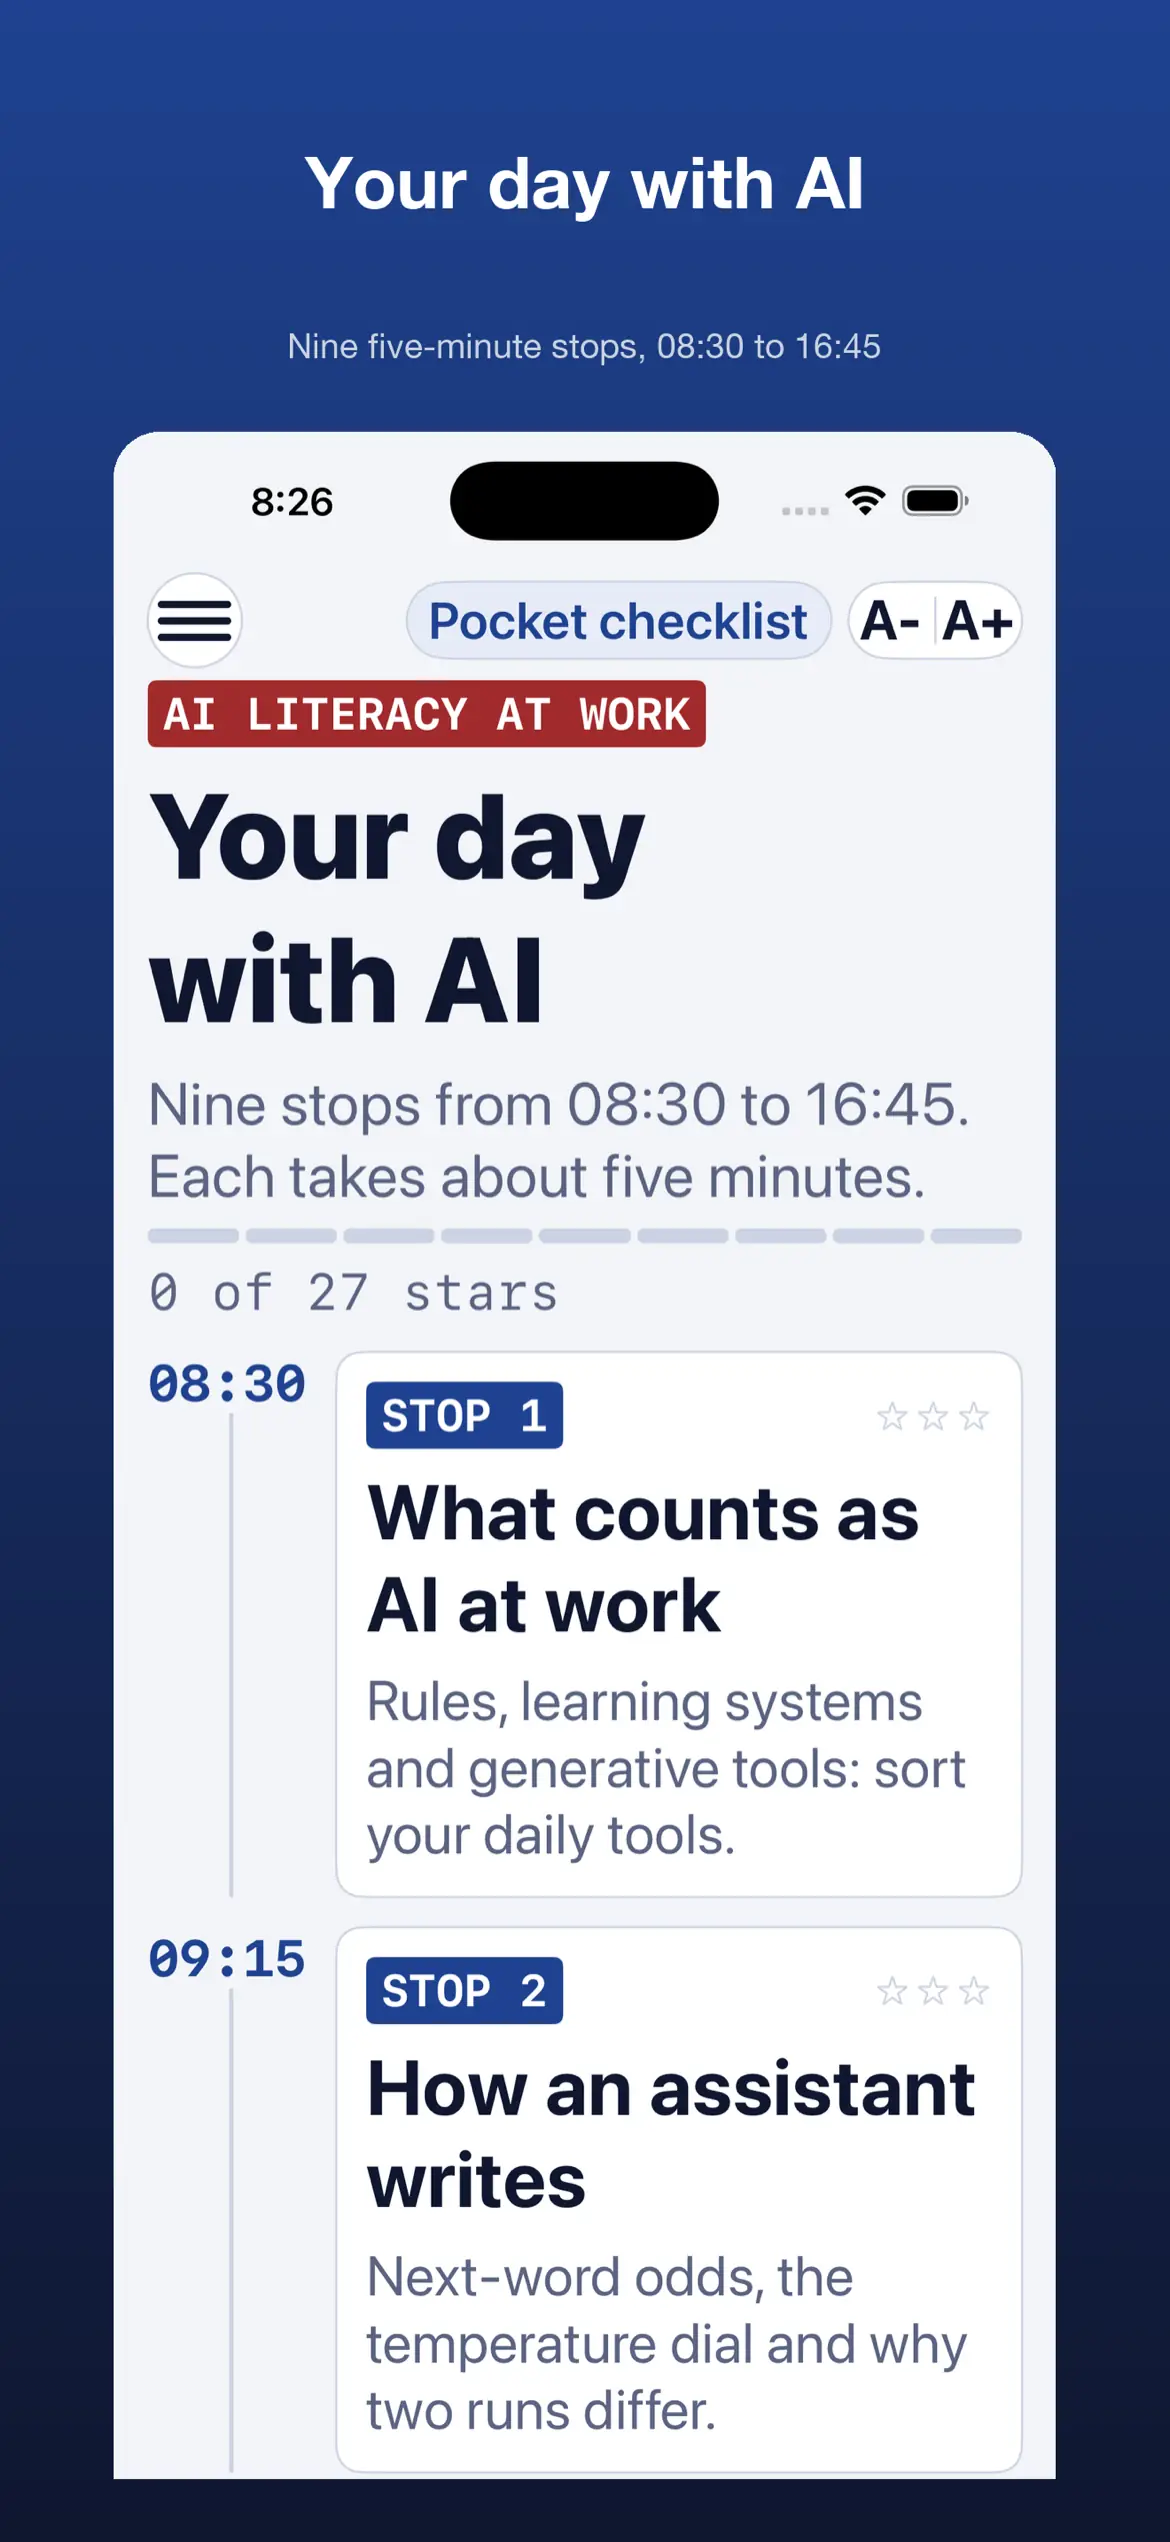 Your day with AI
Nine five-minute stops, 08:30 to 16:45
8:26
Pocket checklist
A- A+
AI LITERACY AT WORK
Your day
with AI
Nine stops from 08:30 to 16:45.
Each takes about five minutes.
0 of 27 stars
08:30
STOP 1
What counts as
AI at work
Rules, learning systems
and generative tools: sort
your daily tools.
09:15
STOP 2
How an assistant
writes
Next-word odds, the
temperature dial and why
two runs differ.